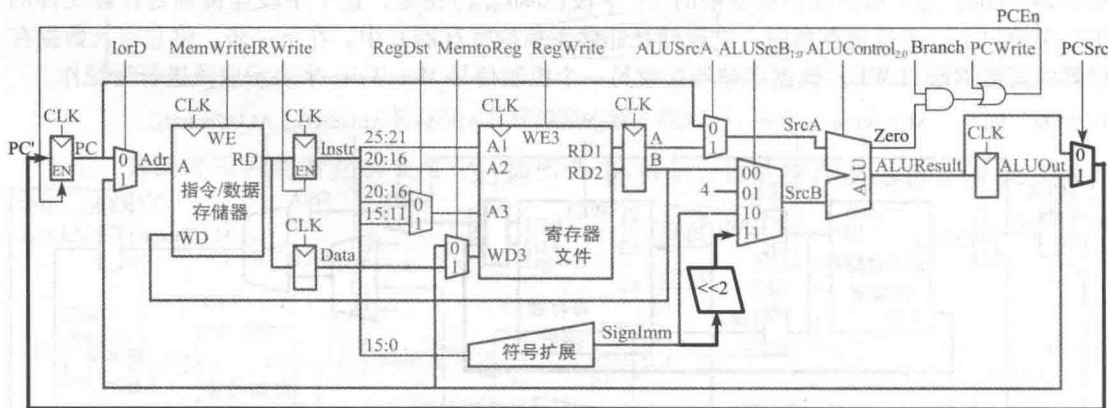 PCEn
IorD MemWrite IRWrite RegDst MemtoReg RegWrite ALUSrcA ALUSrcB1:0 ALUControl2:0 Branch PCWrite PCSrc
CLK CLK CLK CLK CLK CLK
PC' PC EN
0 1 Adr
WE
A RD
指令/数据
存储器
WD
EN Instr
CLK
Data
25:21
20:16
20:16
15:11
0 1
0 1
15:0
WE3
A1 RD1
A2 RD2
A3
寄存器
文件
WD3
A
B
0 1
4
00
01
10
11
SrcA
SrcB
ALU
Zero
ALUResult
ALUOut
0 1
<<2
SignImm
符号扩展